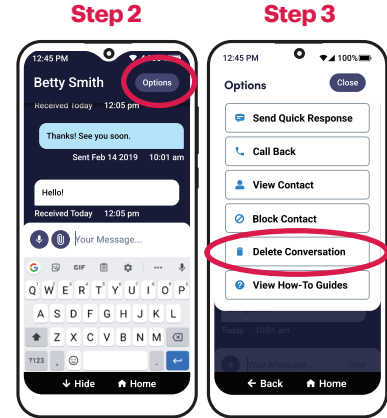 Step 2
12:45 PM
Betty Smith
Options
Received Today 12:05 pm
Thanks! See you soon.
Sent Feb 14 2019 10:01 am
Hello!
Received Today 12:05 pm
Your Message...
G GIF ...
Q W E R T Y U I O P
A S D F G H J K L
Z X C V B N M
?123 , .
Hide Home
Step 3
12:45 PM 100%
Options Close
Send Quick Response
Call Back
View Contact
Block Contact
Delete Conversation
View How-To Guides
Today 10:01 am
Your Message... Send
Back Home